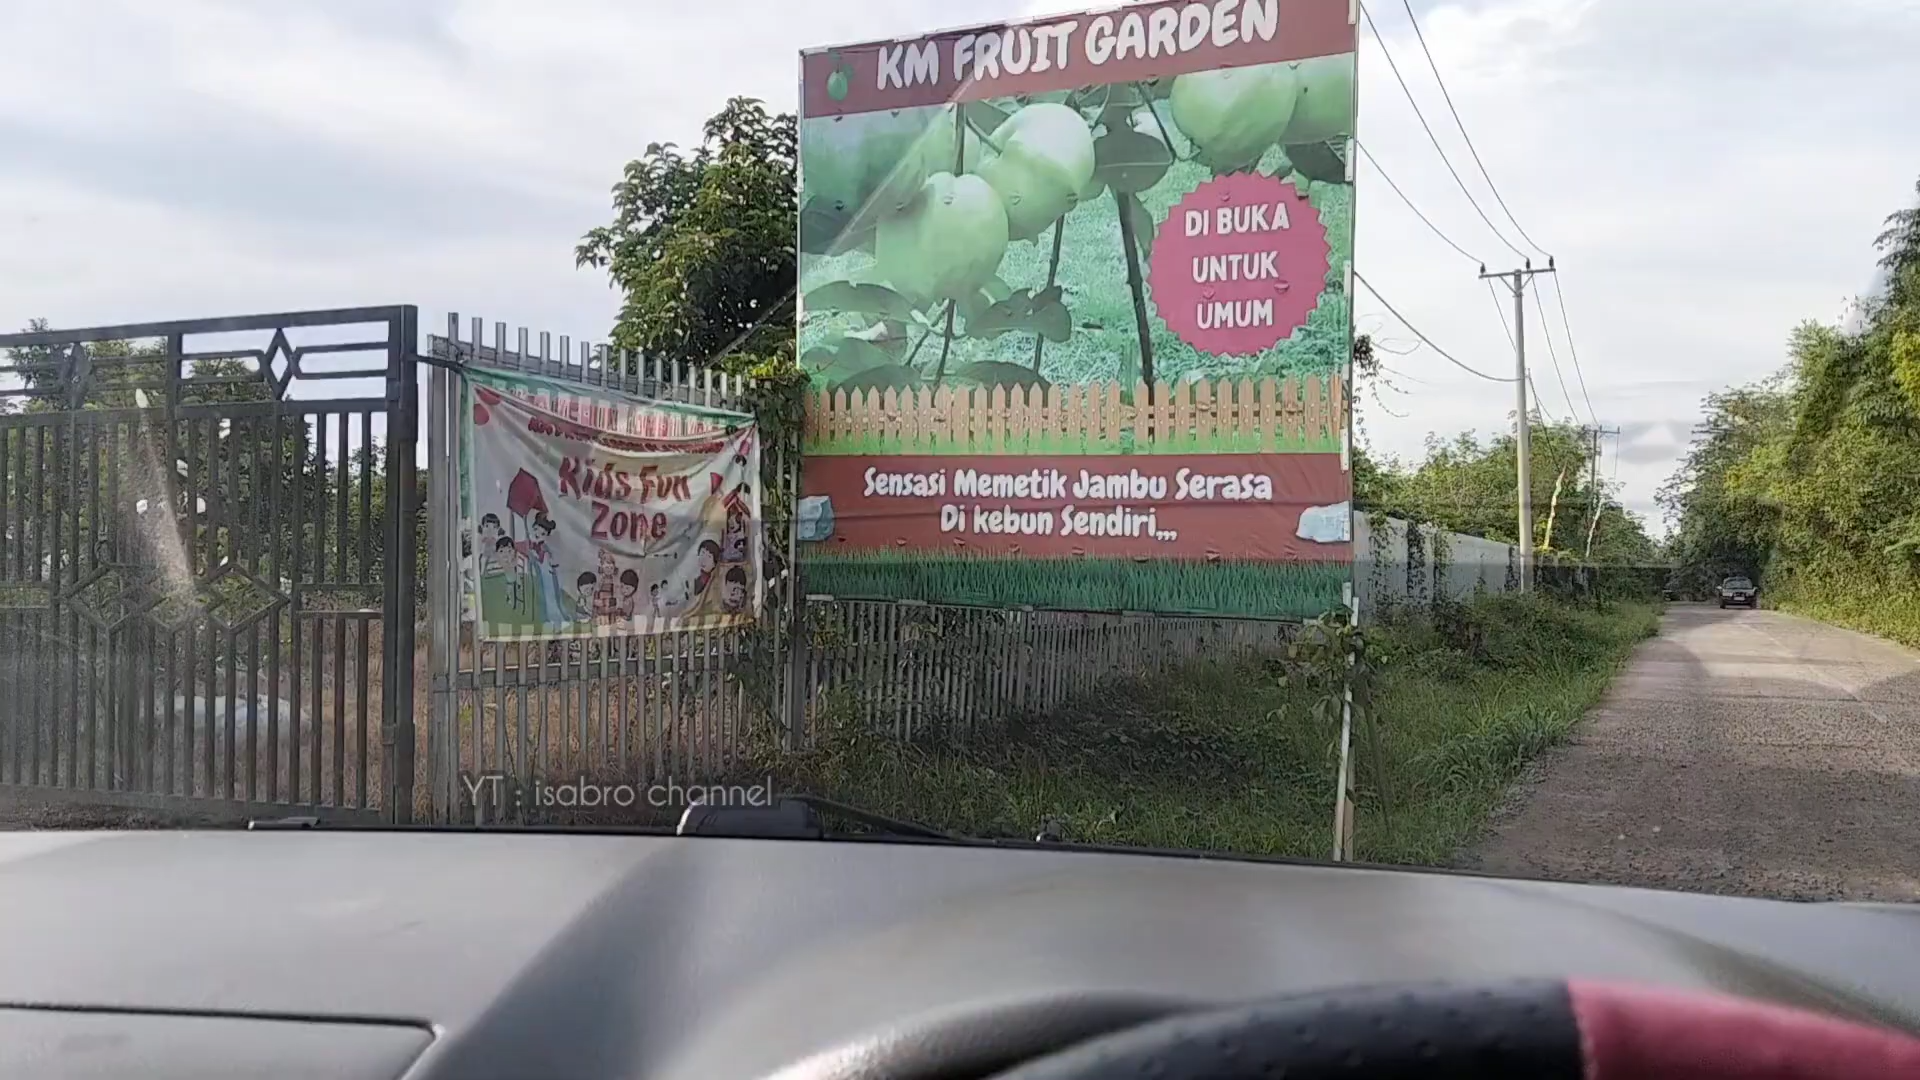 KM FRUIT GARDEN
DI BUKA
UNTUK
UMUM
Sensasi Memetik Jambu Serasa
Di kebun Sendiri,,,
Kids Fun
Zone
YT : isabro channel